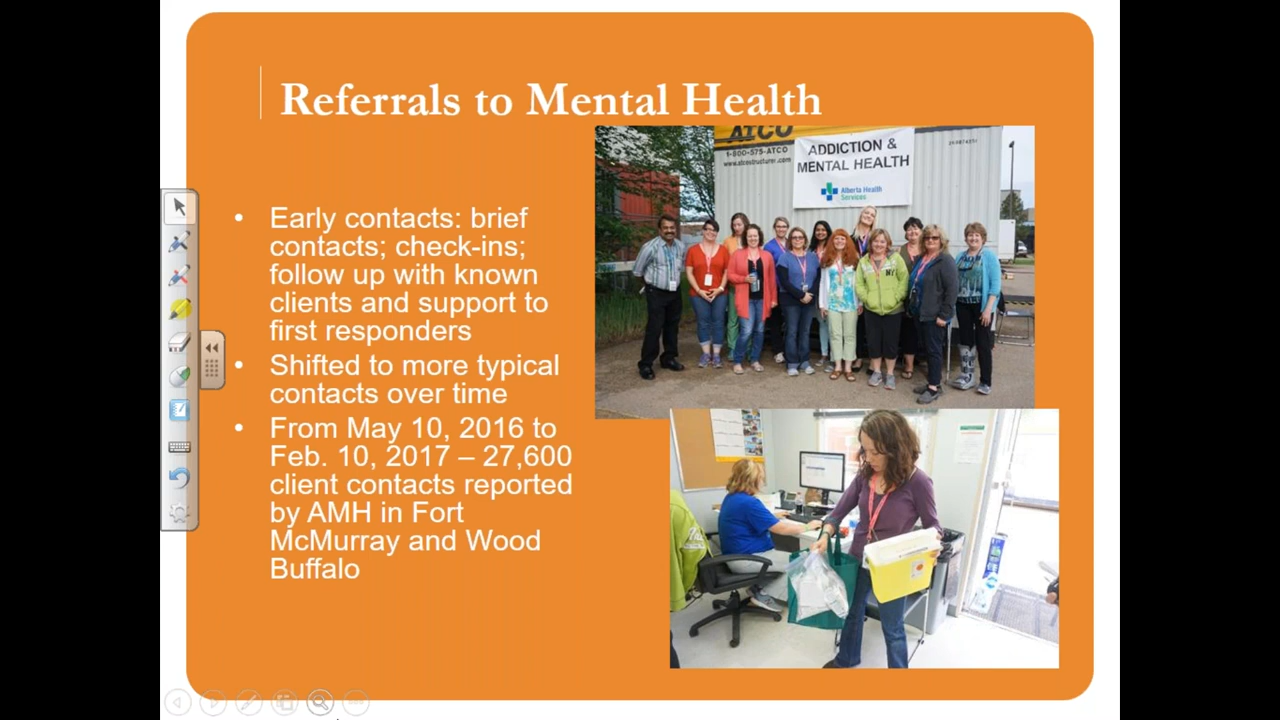 Referrals to Mental Health
• Early contacts: brief
contacts; check-ins;
follow up with known
clients and support to
first responders
• Shifted to more typical
contacts over time
• From May 10, 2016 to
Feb. 10, 2017 – 27,600
client contacts reported
by AMH in Fort
McMurray and Wood
Buffalo
ATCO
1-800-575-ATCO
www.atcostructures.com
ADDICTION &
MENTAL HEALTH
Alberta Health
Services
NY